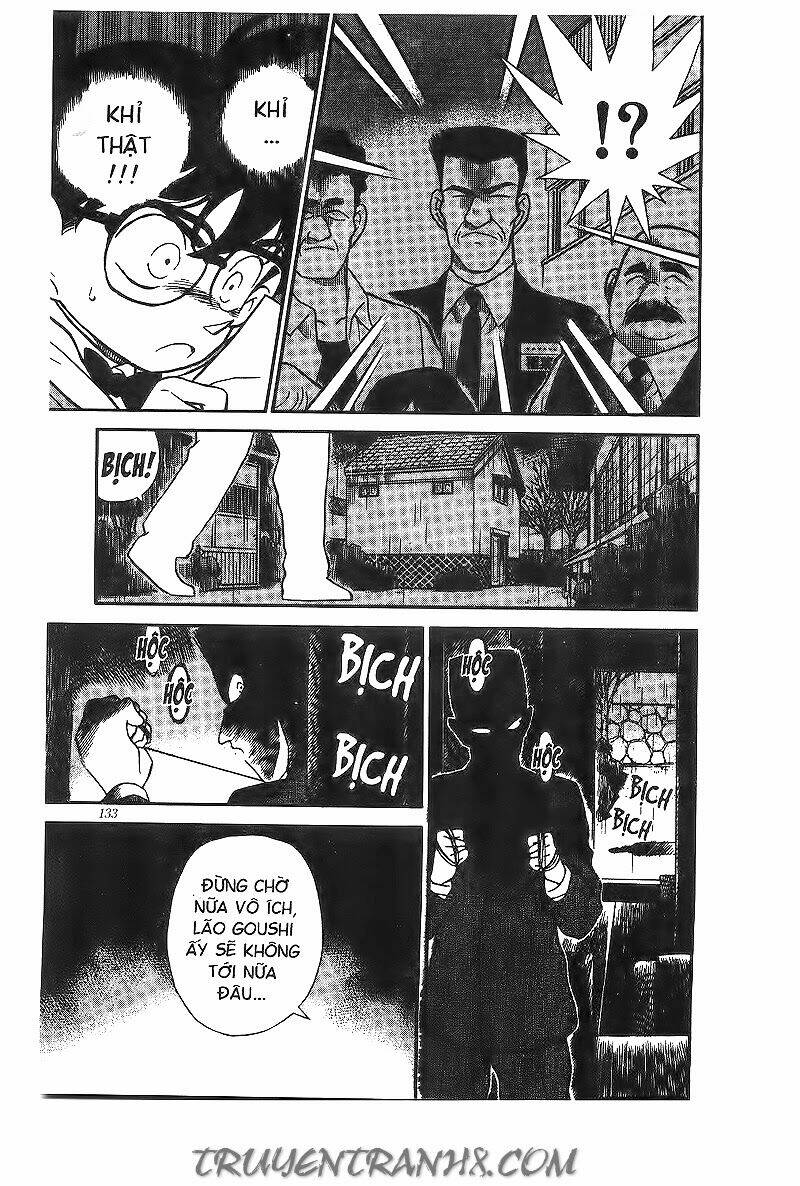 !?
KHỈ
...
KHỈ
THẬT
!!!
BỊCH!
HỘC
HỘC
BỊCH
BỊCH
BỊCH
BỊCH
HỘC
HỘC
133
ĐỪNG CHỜ
NỮA VÔ ÍCH,
LÃO GOUSHI
ẤY SẼ KHÔNG
TỚI NỮA
ĐÂU...
TRUYENTRANH8.COM